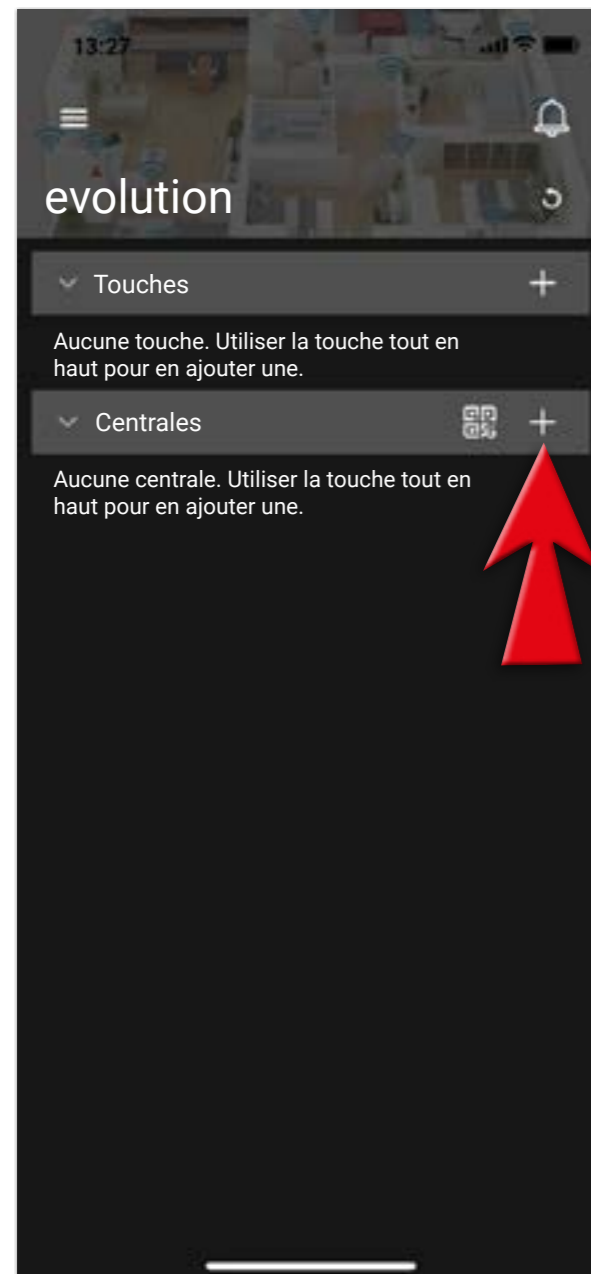 13:27
evolution
Touches
Aucune touche. Utiliser la touche tout en
haut pour en ajouter une.
Centrales
Aucune centrale. Utiliser la touche tout en
haut pour en ajouter une.